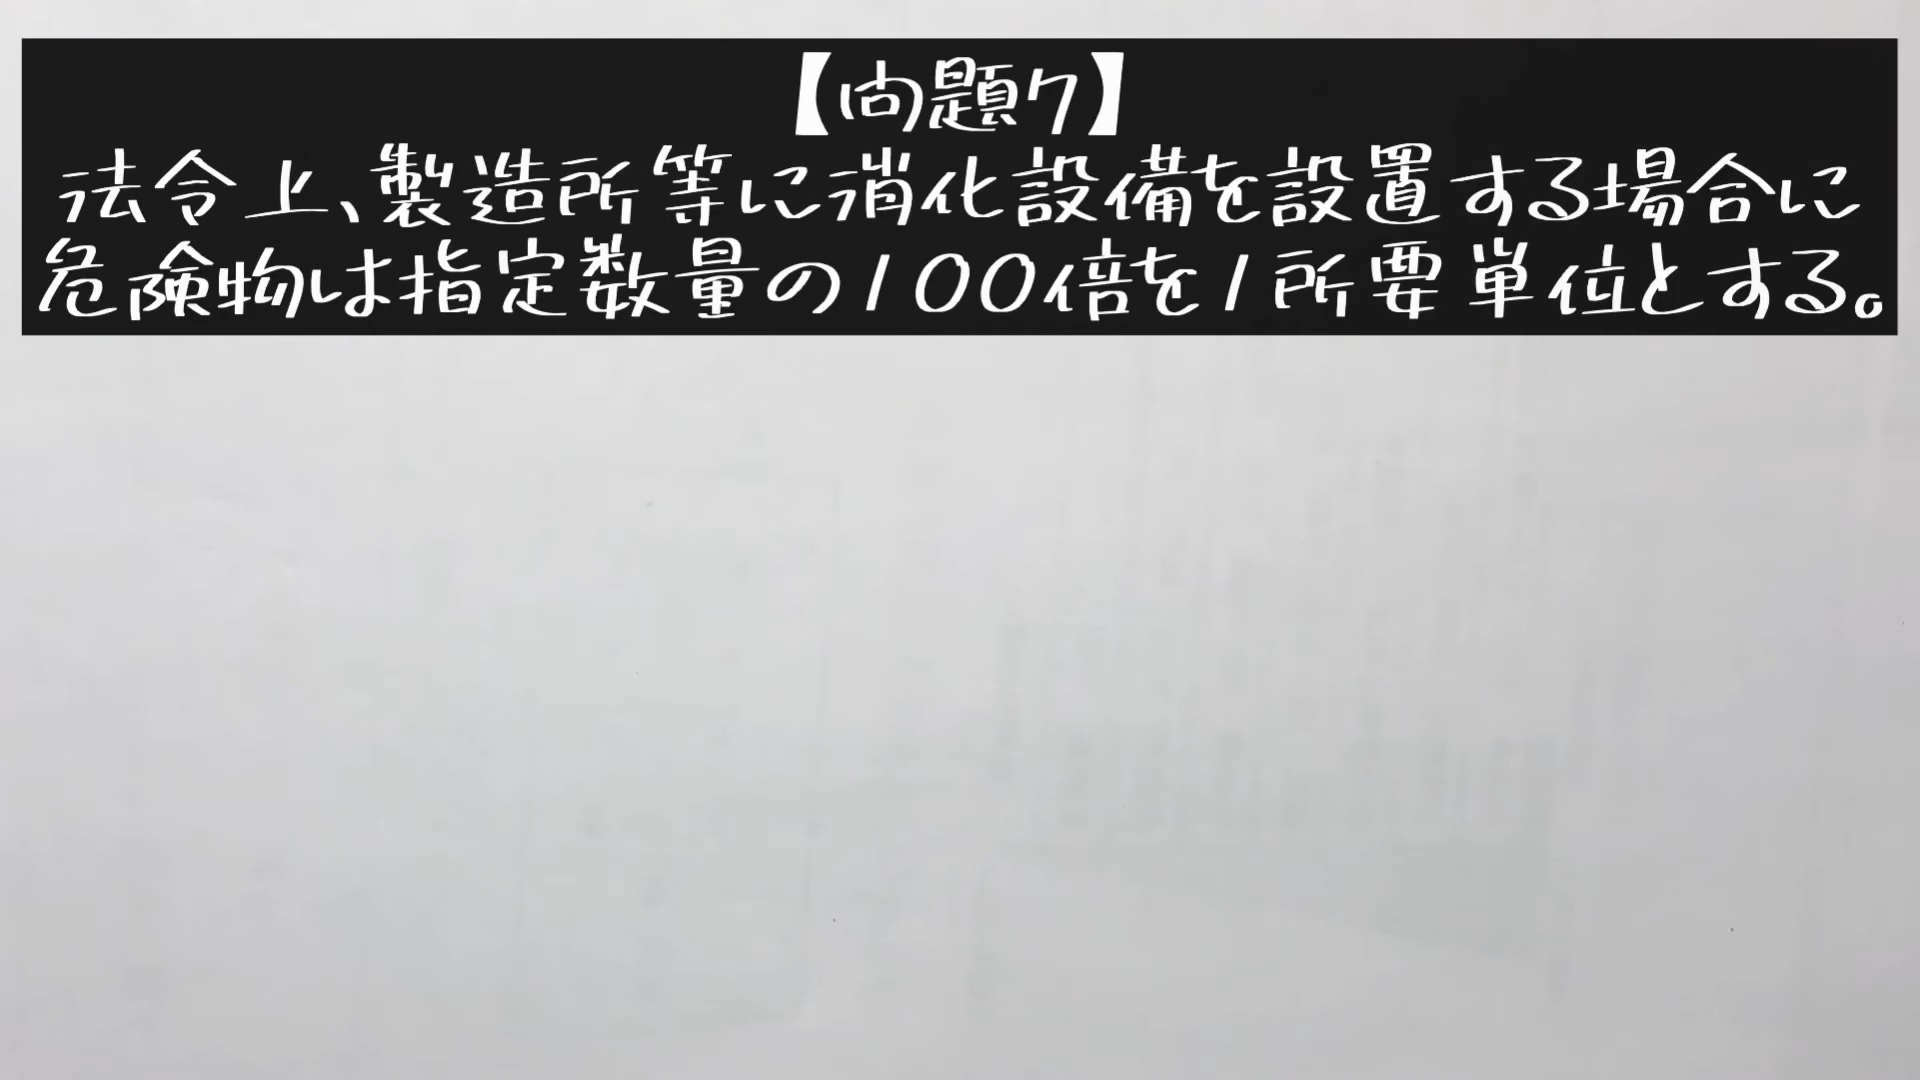 【問題7】
法令上、製造所等に消化設備を設置する場合に
危険物は指定数量の100倍を1所要単位とする。